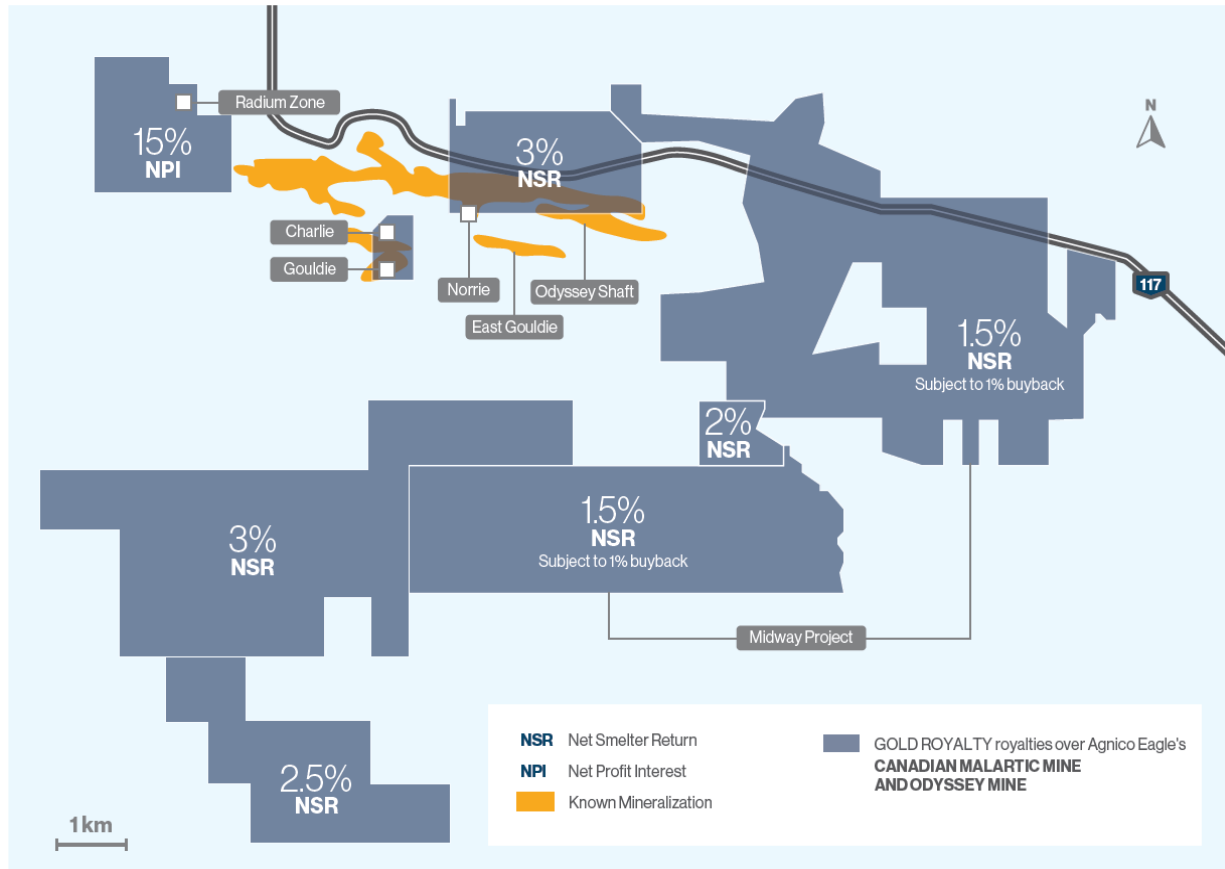 N
Radium Zone
15%
NPI
3%
NSR
Charlie
Gouldie
Norrie
Odyssey Shaft
East Gouldie
117
1.5%
NSR
Subject to 1% buyback
2%
NSR
1.5%
NSR
Subject to 1% buyback
3%
NSR
Midway Project
2.5%
NSR
1km
NSR Net Smelter Return
NPI Net Profit Interest
Known Mineralization
GOLD ROYALTY royalties over Agnico Eagle's
CANADIAN MALARTIC MINE
AND ODYSSEY MINE